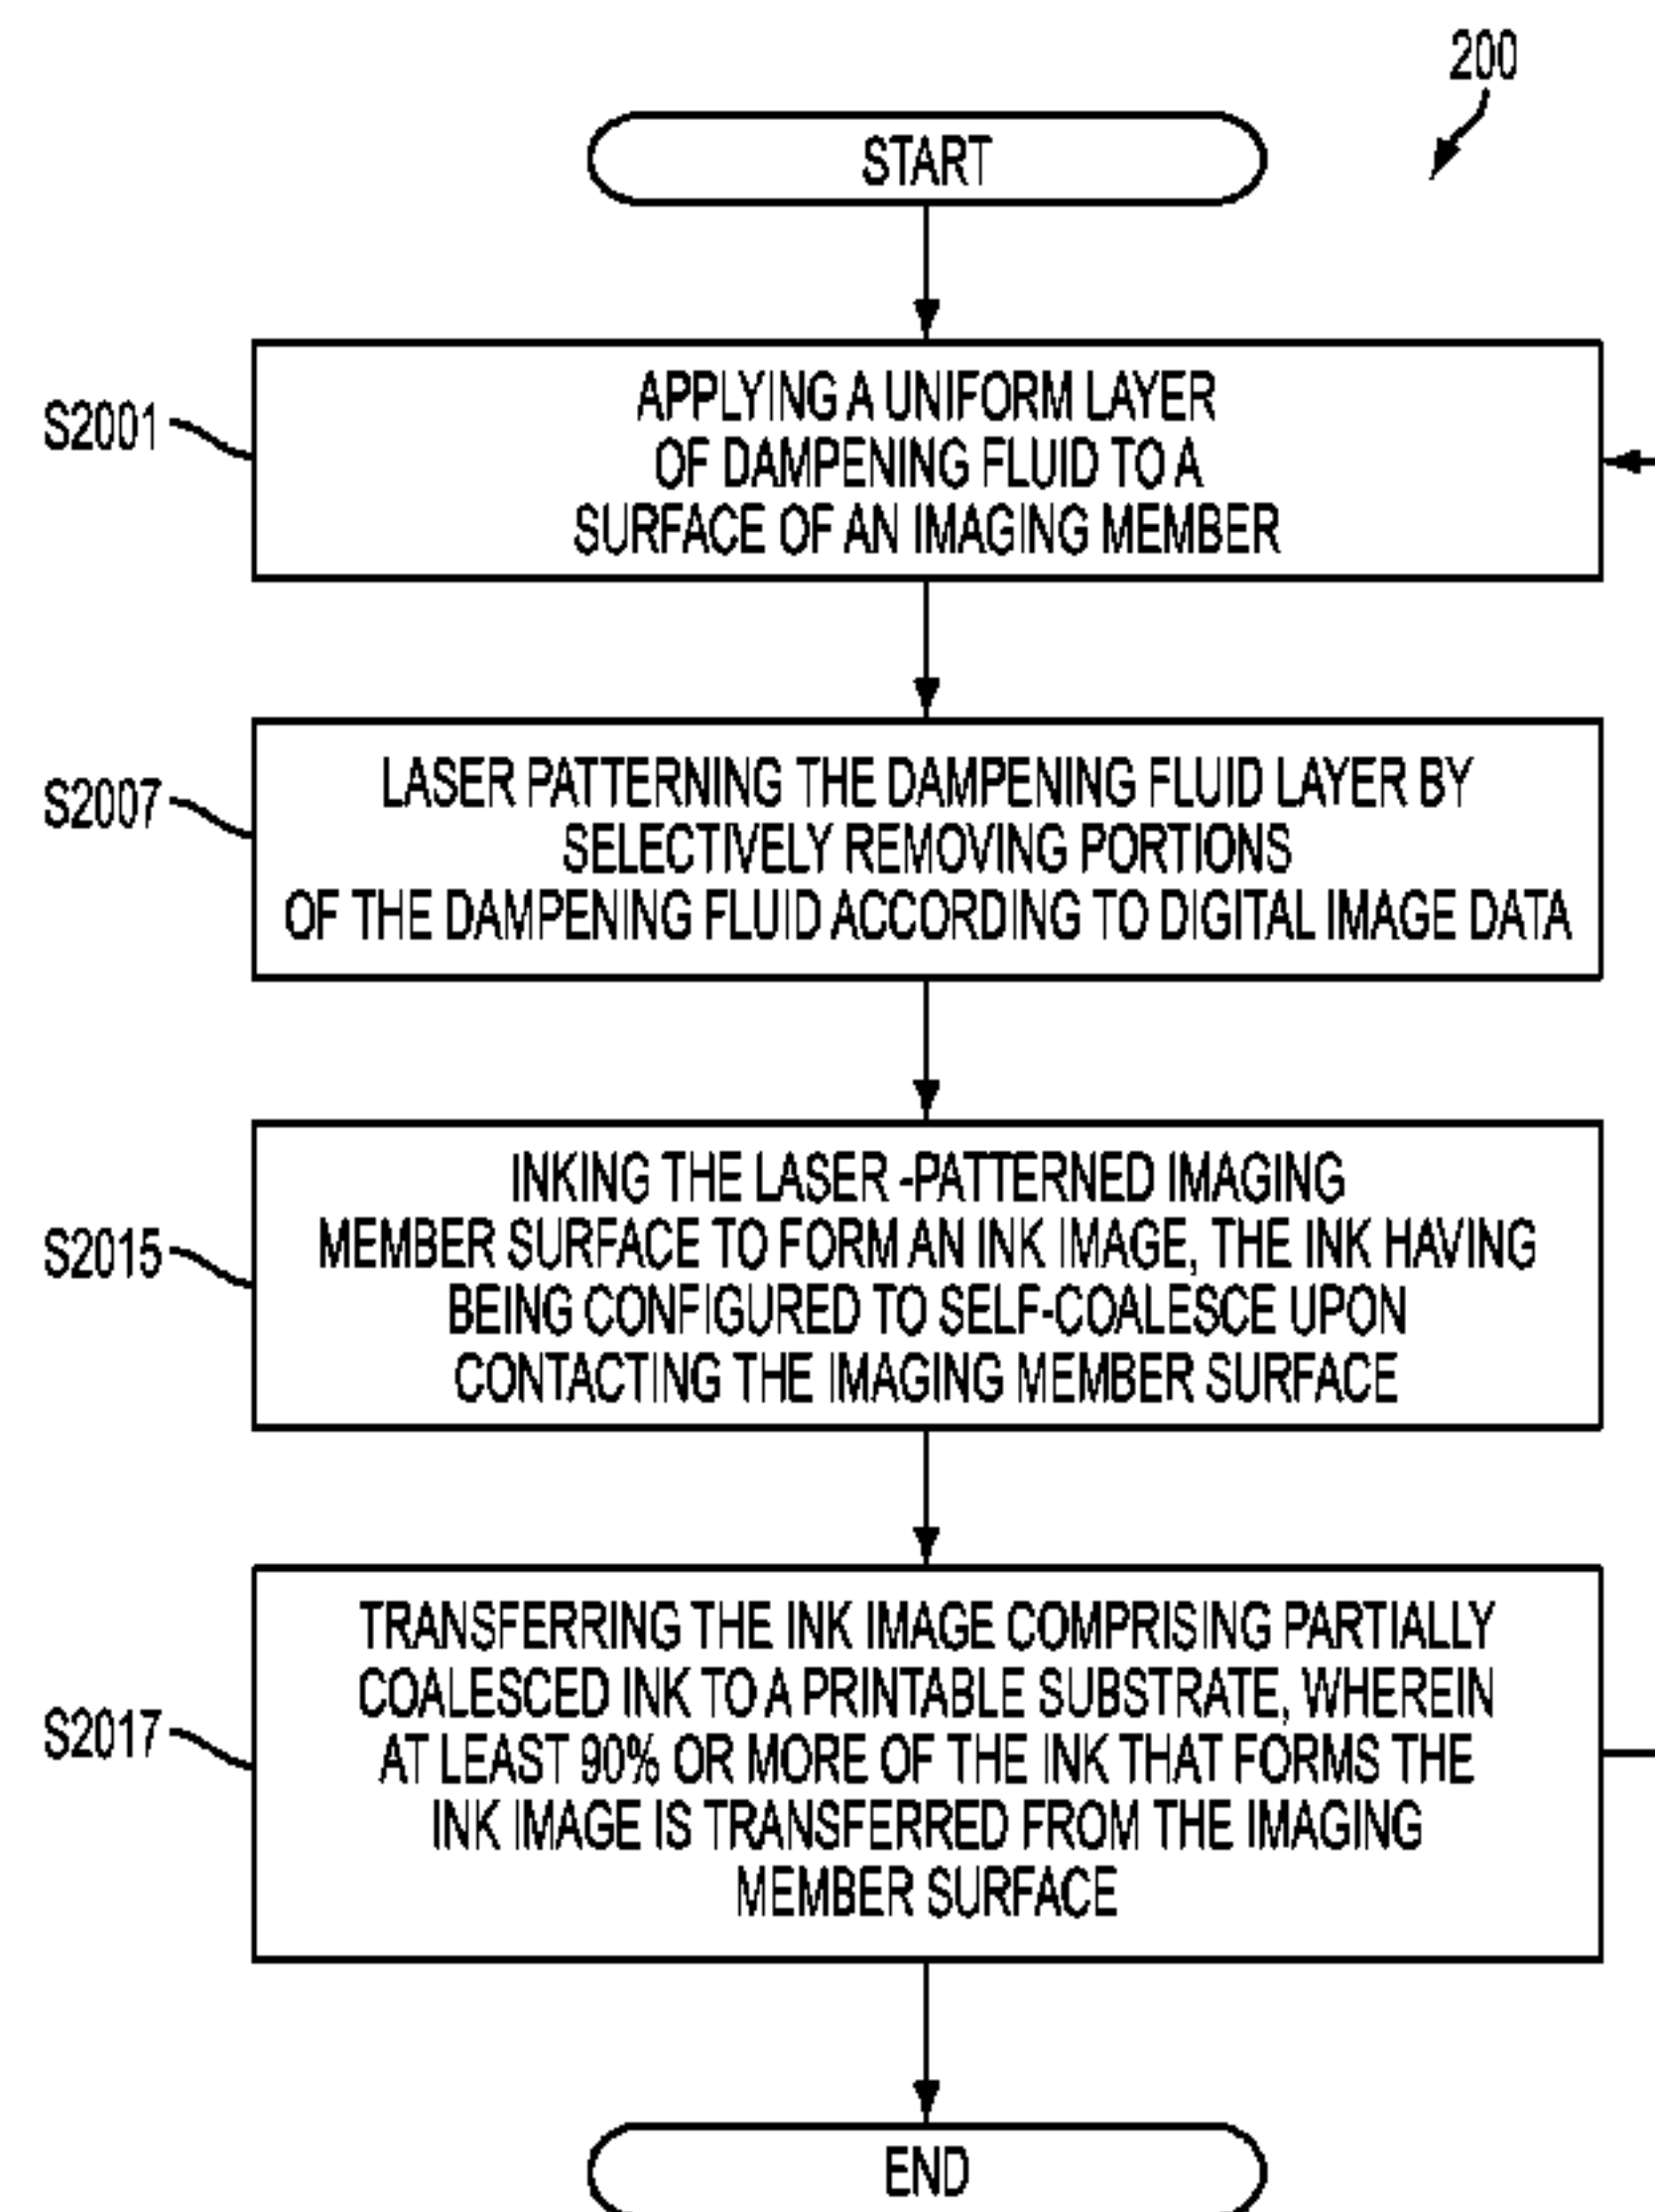 200
START
S2001
APPLYING A UNIFORM LAYER
OF DAMPENING FLUID TO A
SURFACE OF AN IMAGING MEMBER
S2007
LASER PATTERNING THE DAMPENING FLUID LAYER BY
SELECTIVELY REMOVING PORTIONS
OF THE DAMPENING FLUID ACCORDING TO DIGITAL IMAGE DATA
S2015
INKING THE LASER -PATTERNED IMAGING
MEMBER SURFACE TO FORM AN INK IMAGE, THE INK HAVING
BEING CONFIGURED TO SELF-COALESCE UPON
CONTACTING THE IMAGING MEMBER SURFACE
S2017
TRANSFERRING THE INK IMAGE COMPRISING PARTIALLY
COALESCED INK TO A PRINTABLE SUBSTRATE, WHEREIN
AT LEAST 90% OR MORE OF THE INK THAT FORMS THE
INK IMAGE IS TRANSFERRED FROM THE IMAGING
MEMBER SURFACE
END